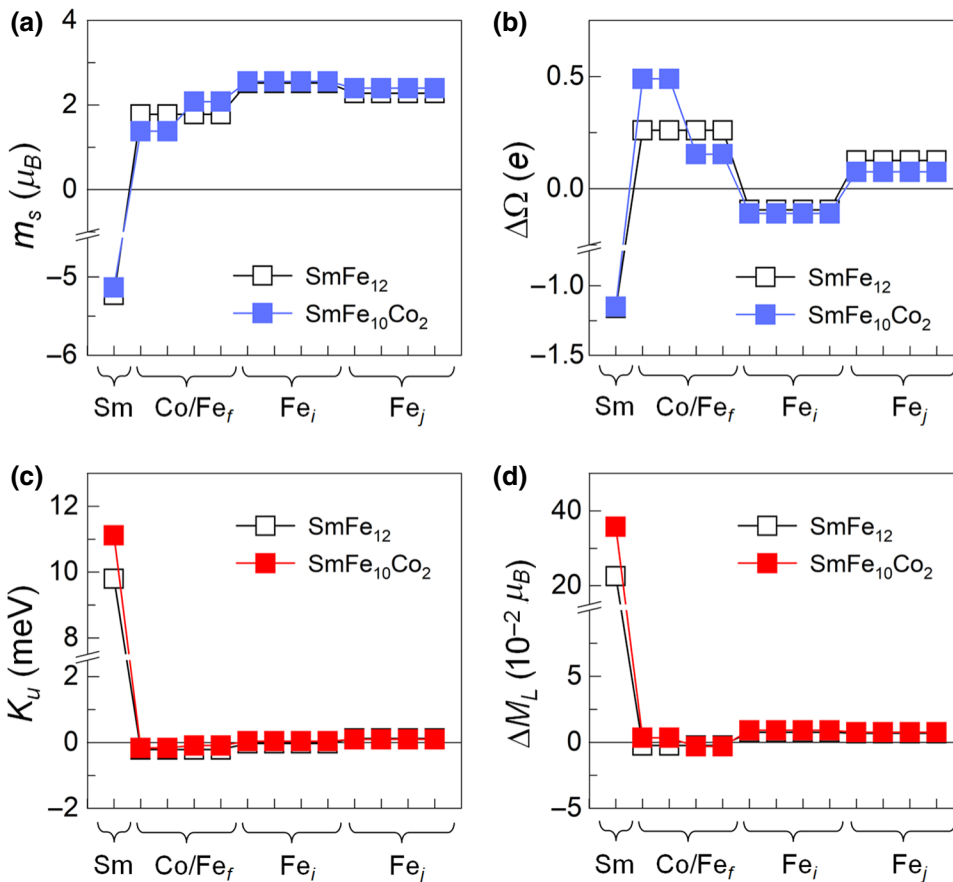 (a)
m_s (μ_B)
4
2
0
−5
−6
SmFe₁₂
SmFe₁₀Co₂
Sm Co/Fe_f Fe_i Fe_j
(b)
ΔΩ (e)
0.5
0.0
−1.0
−1.5
SmFe₁₂
SmFe₁₀Co₂
Sm Co/Fe_f Fe_i Fe_j
(c)
K_u (meV)
12
10
8
2
0
−2
SmFe₁₂
SmFe₁₀Co₂
Sm Co/Fe_f Fe_i Fe_j
(d)
ΔM_L (10⁻² μ_B)
40
20
5
0
−5
SmFe₁₂
SmFe₁₀Co₂
Sm Co/Fe_f Fe_i Fe_j